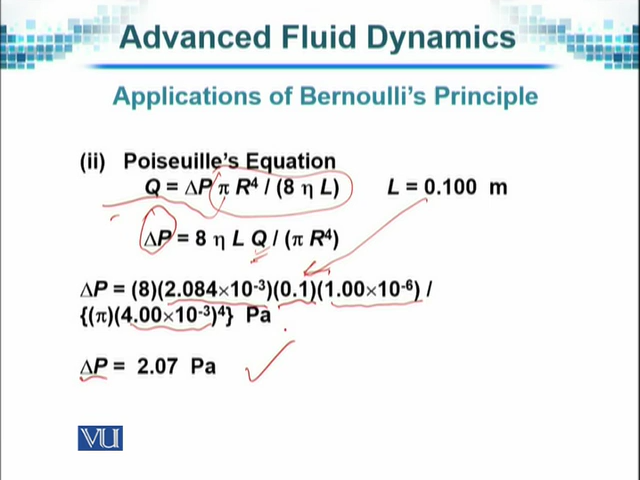 Advanced Fluid Dynamics
Applications of Bernoulli's Principle
(ii) Poiseuille's Equation
Q = ΔP π R⁴ / (8 η L) L = 0.100 m
ΔP = 8 η L Q / (π R⁴)
ΔP = (8)(2.084×10⁻³)(0.1)(1.00×10⁻⁶) /
{(π)(4.00×10⁻³)⁴} Pa
ΔP = 2.07 Pa
VU